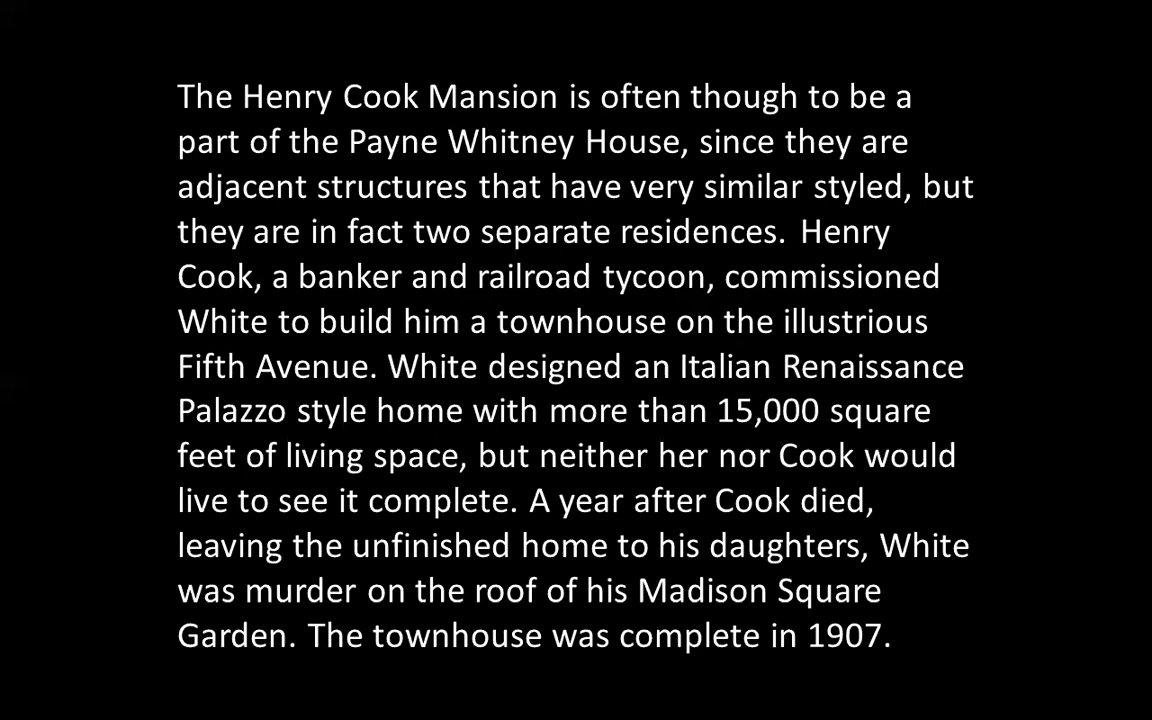 The Henry Cook Mansion is often though to be a
part of the Payne Whitney House, since they are
adjacent structures that have very similar styled, but
they are in fact two separate residences. Henry
Cook, a banker and railroad tycoon, commissioned
White to build him a townhouse on the illustrious
Fifth Avenue. White designed an Italian Renaissance
Palazzo style home with more than 15,000 square
feet of living space, but neither her nor Cook would
live to see it complete. A year after Cook died,
leaving the unfinished home to his daughters, White
was murder on the roof of his Madison Square
Garden. The townhouse was complete in 1907.